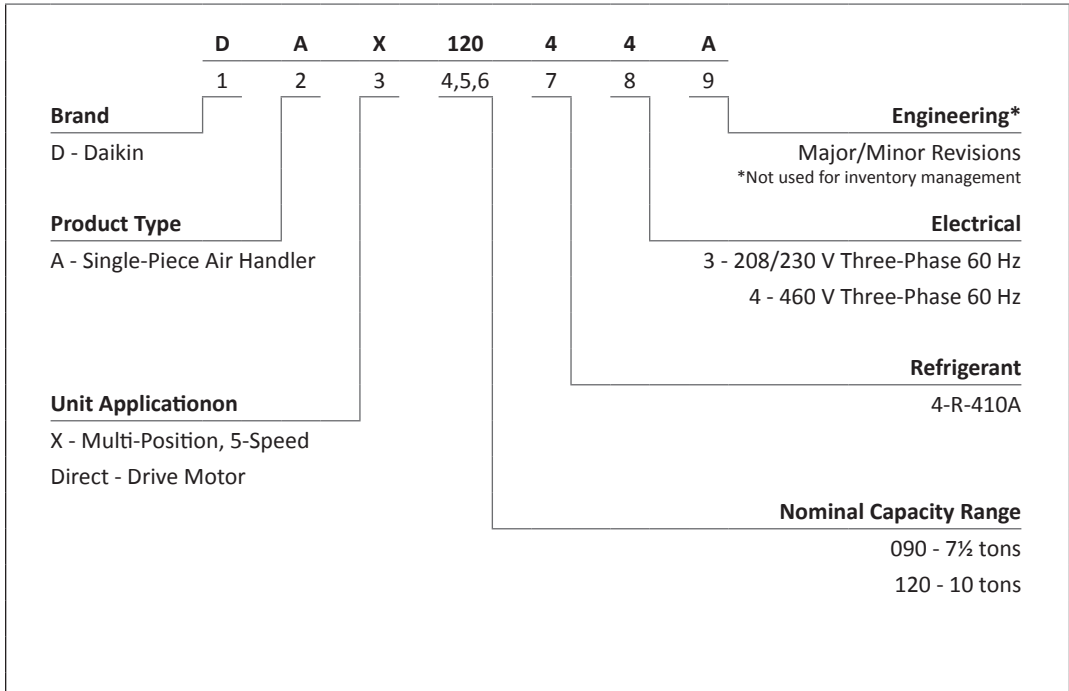 D A X 120 4 4 A
1 2 3 4,5,6 7 8 9
Brand
D - Daikin
Product Type
A - Single-Piece Air Handler
Unit Applicationon
X - Multi-Position, 5-Speed
Direct - Drive Motor
Engineering*
Major/Minor Revisions
*Not used for inventory management
Electrical
3 - 208/230 V Three-Phase 60 Hz
4 - 460 V Three-Phase 60 Hz
Refrigerant
4-R-410A
Nominal Capacity Range
090 - 7½ tons
120 - 10 tons